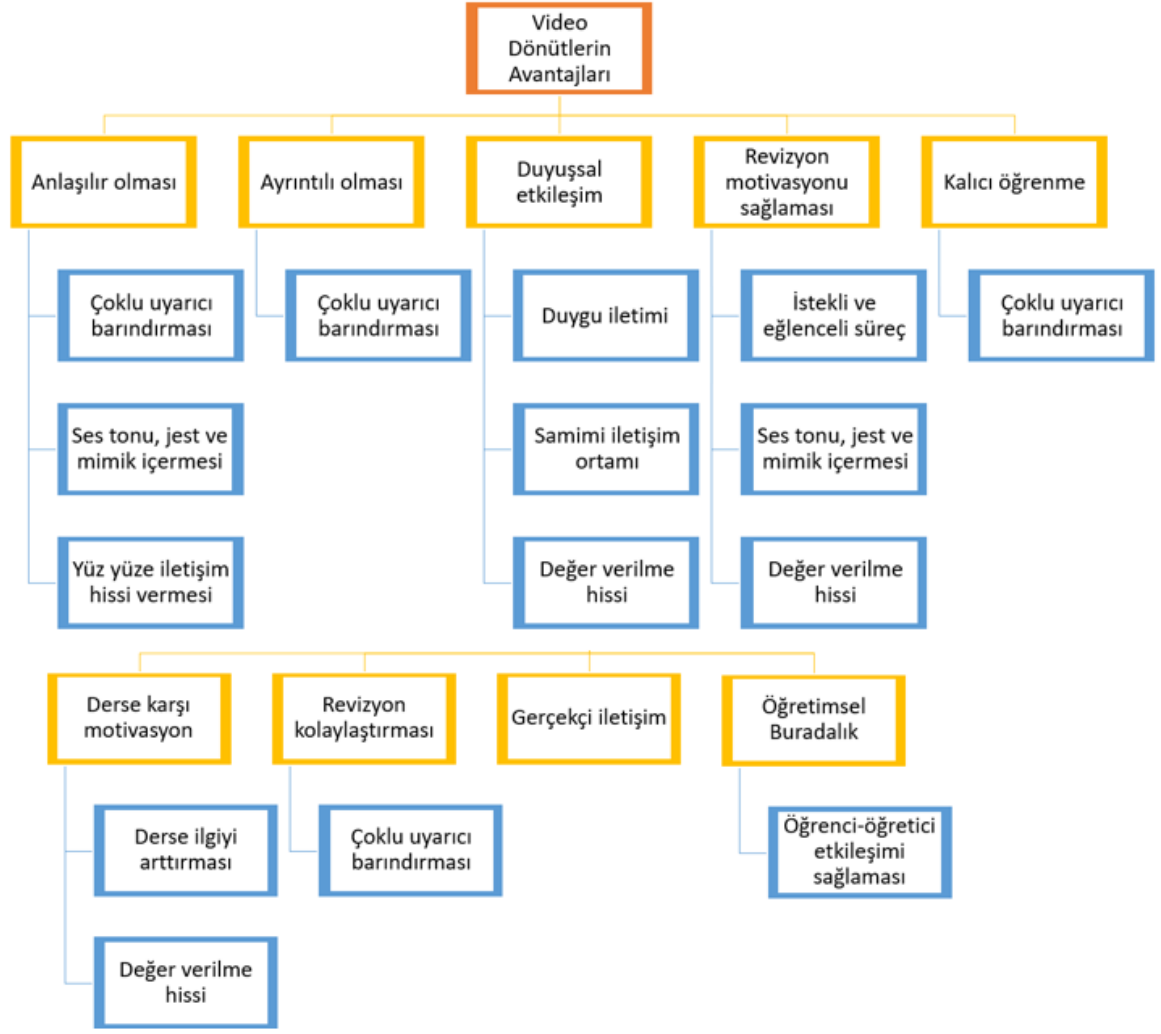 Video
Dönütlerin
Avantajları
Anlaşılır olması
Ayrıntılı olması
Duyuşsal
etkileşim
Revizyon
motivasyonu
sağlaması
Kalıcı öğrenme
Çoklu uyarıcı
barındırması
Çoklu uyarıcı
barındırması
Duygu iletimi
İstekli ve
eğlenceli süreç
Çoklu uyarıcı
barındırması
Ses tonu, jest ve
mimik içermesi
Samimi iletişim
ortamı
Ses tonu, jest ve
mimik içermesi
Yüz yüze iletişim
hissi vermesi
Değer verilme
hissi
Değer verilme
hissi
Derse karşı
motivasyon
Revizyon
kolaylaştırması
Gerçekçi iletişim
Öğretimsel
Buradalık
Derse ilgiyi
arttırması
Çoklu uyarıcı
barındırması
Öğrenci-öğretici
etkileşimi
sağlaması
Değer verilme
hissi